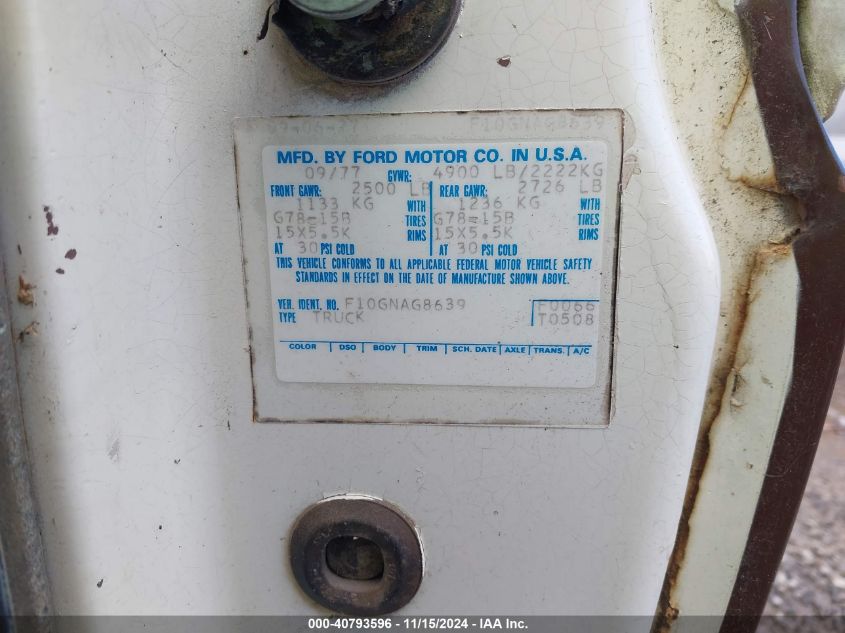 09-06-77 F10GNAG8639
MFD. BY FORD MOTOR CO. IN U.S.A.
09/77 GVWR: 4900 LB/2222KG
FRONT GAWR: 2500 LB REAR GAWR: 2726 LB
1133 KG WITH 1236 KG WITH
G78-15B TIRES G78-15B TIRES
15X5.5K RIMS 15X5.5K RIMS
AT 30 PSI COLD AT 30 PSI COLD
THIS VEHICLE CONFORMS TO ALL APPLICABLE FEDERAL MOTOR VEHICLE SAFETY
STANDARDS IN EFFECT ON THE DATE OF MANUFACTURE SHOWN ABOVE.
VEH. IDENT. NO. F10GNAG8639 F0066
TYPE TRUCK T0508
COLOR DSO BODY TRIM SCH. DATE AXLE TRANS. A/C
000-40793596 - 11/15/2024 - IAA Inc.